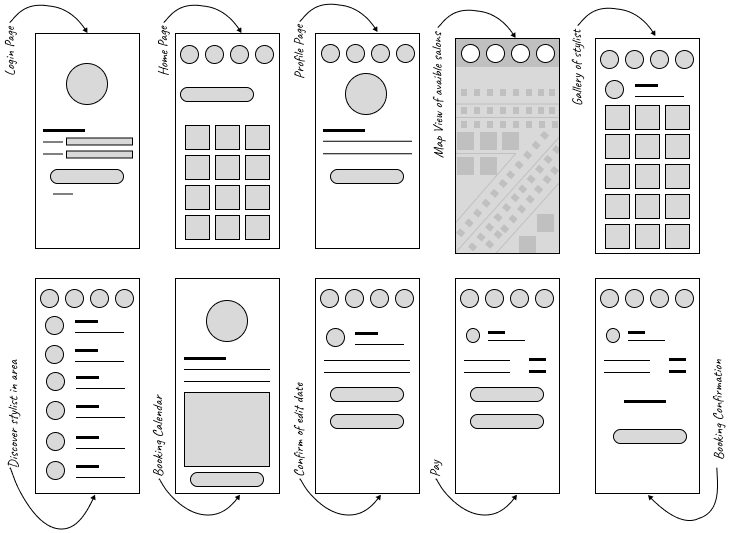 Login Page
Home Page
Profile Page
Map View of avaible salons
Gallery of stylist
Discover stylist in area
Booking Calendar
Confirm of edit date
Pay
Booking Confirmation